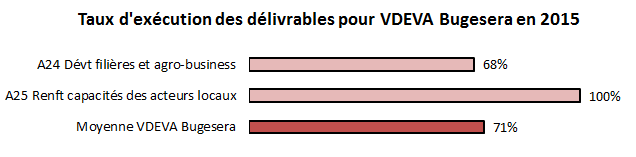 Taux d'exécution des délivrables pour VDEVA Bugesera en 2015
A24 Dévt filières et agro-business 68%
A25 Renft capacités des acteurs locaux 100%
Moyenne VDEVA Bugesera 71%